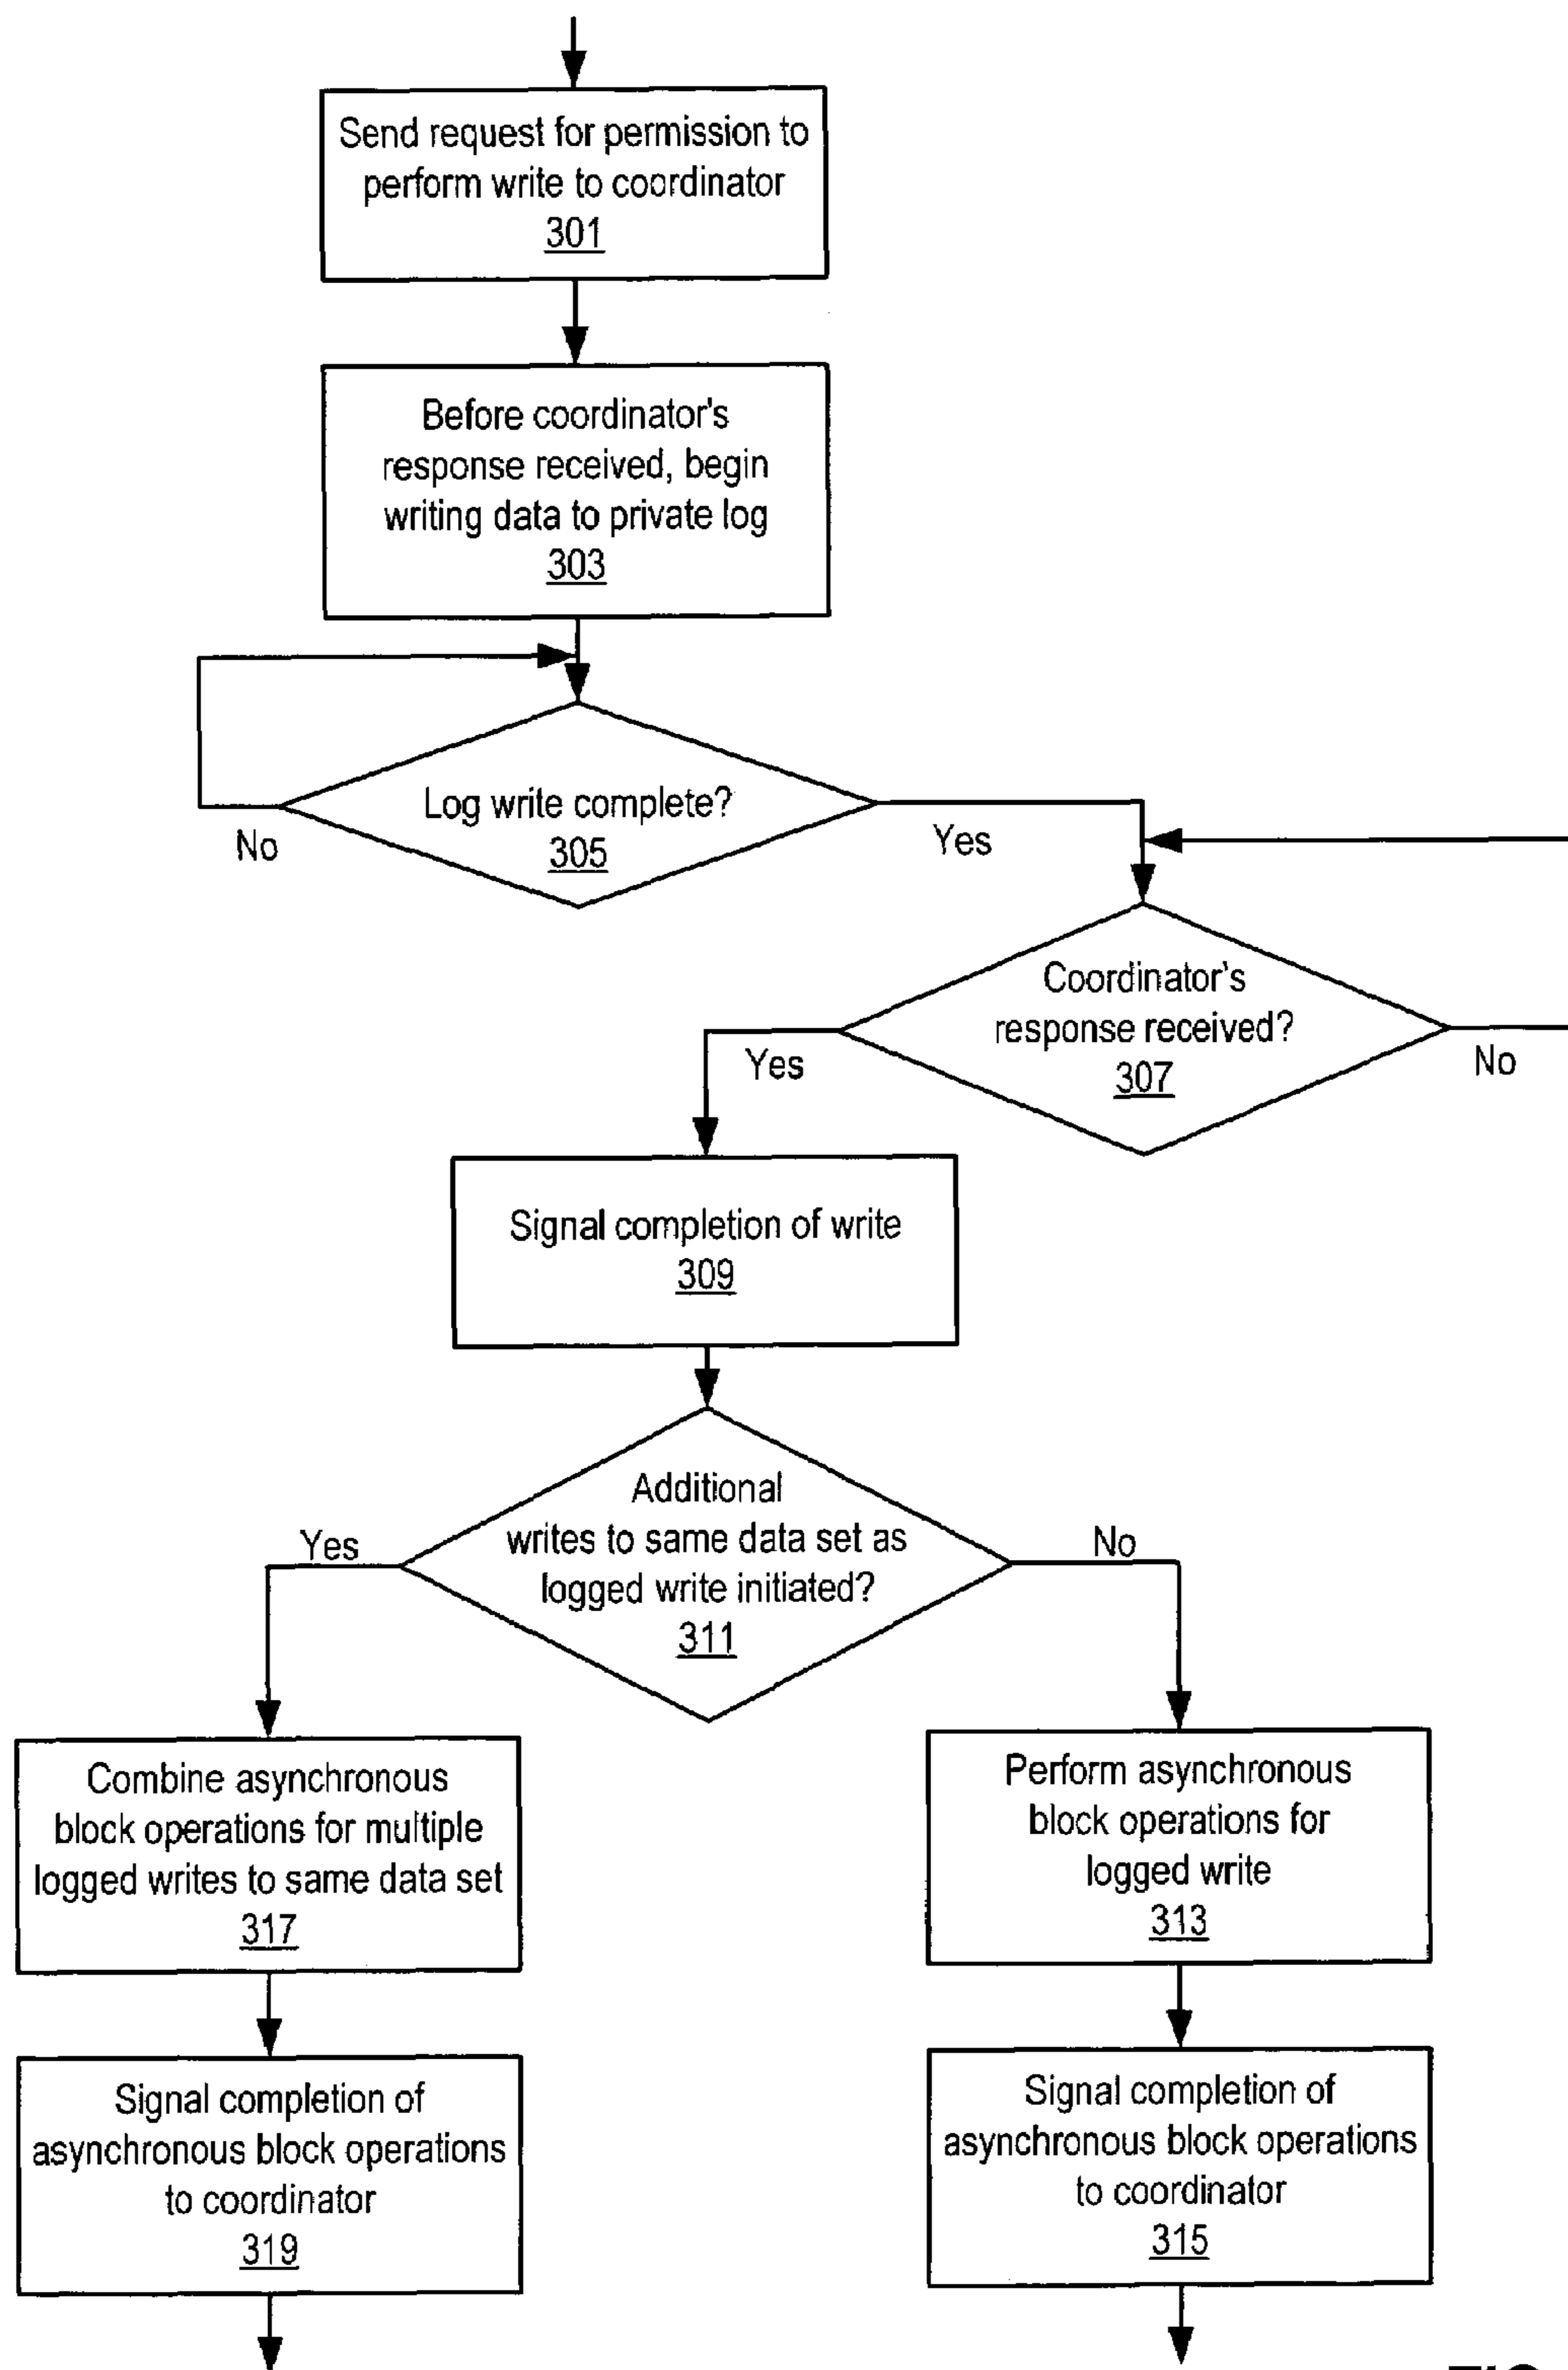 Send request for permission to
perform write to coordinator
301
Before coordinator's
response received, begin
writing data to private log
303
Log write complete?
305
No
Yes
Coordinator's
response received?
307
Yes
No
Signal completion of write
309
Additional
writes to same data set as
logged write initiated?
311
Yes
No
Combine asynchronous
block operations for multiple
logged writes to same data set
317
Perform asynchronous
block operations for
logged write
313
Signal completion of
asynchronous block operations
to coordinator
319
Signal completion of
asynchronous block operations
to coordinator
315